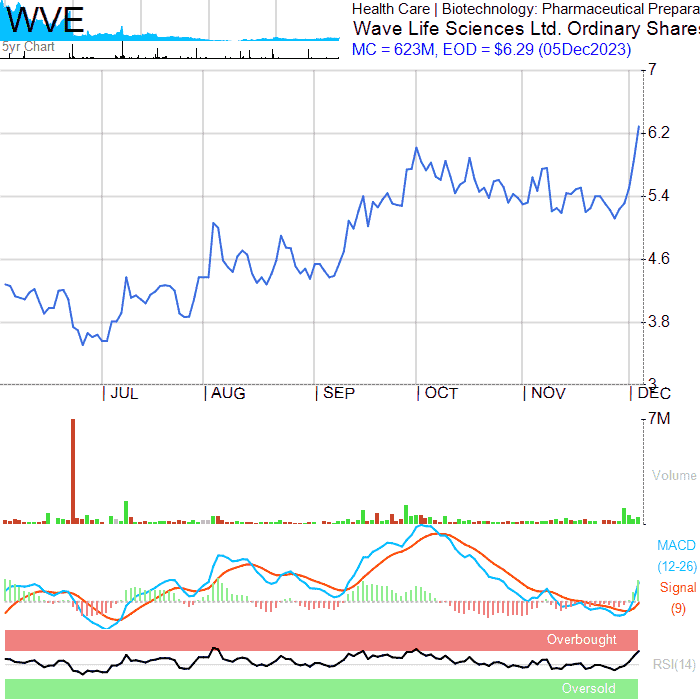 WVE
5yr Chart
Health Care | Biotechnology: Pharmaceutical Prepara
Wave Life Sciences Ltd. Ordinary Shares
MC = 623M, EOD = $6.29 (05Dec2023)
7
6.2
5.4
4.6
3.8
3
| JUL | AUG | SEP | OCT | NOV | DEC
7M
Volume
MACD
(12-26)
Signal
(9)
Overbought
RSI(14)
Oversold